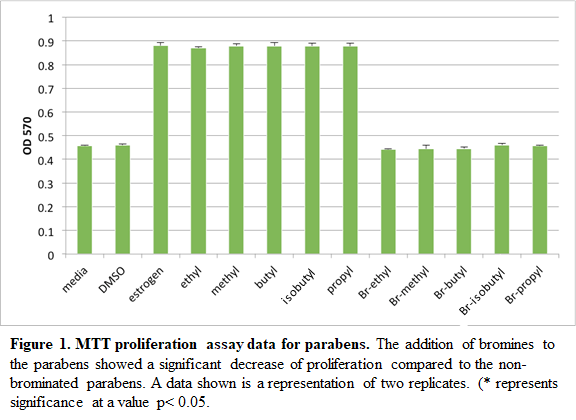 1
0.9
0.8
0.7
0.6
0.5
0.4
0.3
0.2
0.1
0
OD 570
media
DMSO
estrogen
ethyl
methyl
butyl
isobutyl
propyl
Br-ethyl
Br-methyl
Br-butyl
Br-isobutyl
Br-propyl
Figure 1. MTT proliferation assay data for parabens. The addition of bromines to
the parabens showed a significant decrease of proliferation compared to the non-
brominated parabens. A data shown is a representation of two replicates. (* represents
significance at a value p< 0.05.